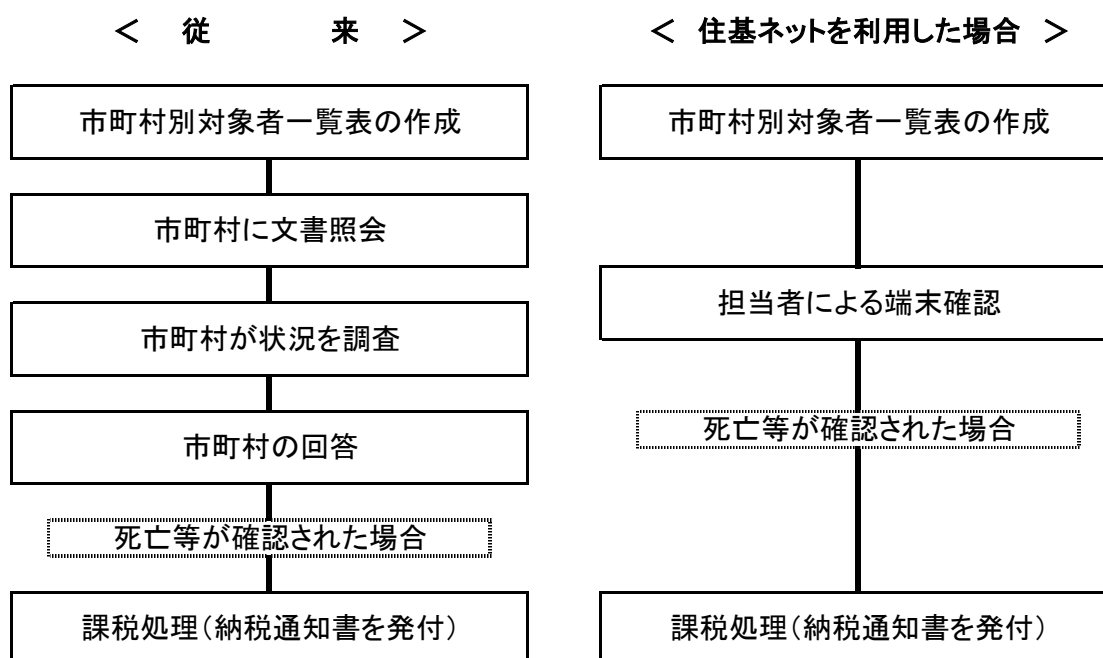 ＜ 従 来 ＞
市町村別対象者一覧表の作成
市町村に文書照会
市町村が状況を調査
市町村の回答
死亡等が確認された場合
課税処理（納税通知書を発付）
＜ 住基ネットを利用した場合 ＞
市町村別対象者一覧表の作成
担当者による端末確認
死亡等が確認された場合
課税処理（納税通知書を発付）